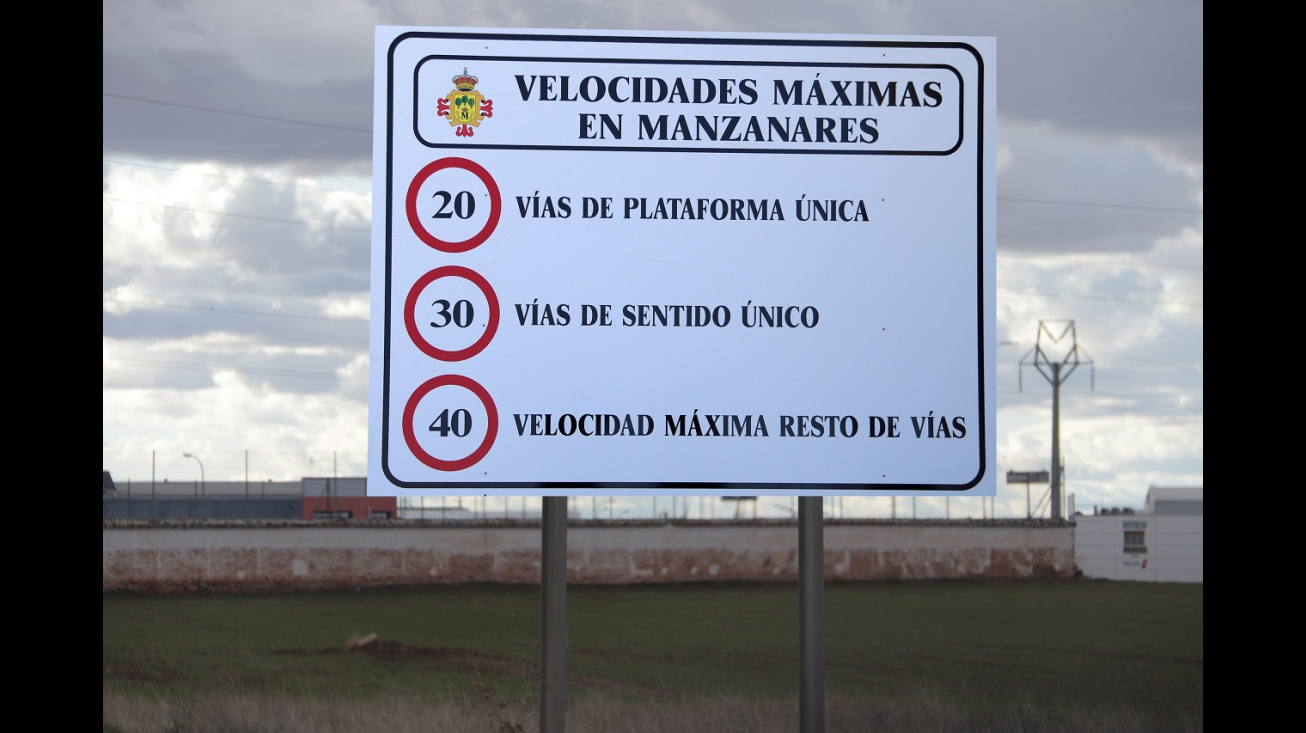 VELOCIDADES MÁXIMAS
EN MANZANARES
M
20 VÍAS DE PLATAFORMA ÚNICA
30 VÍAS DE SENTIDO ÚNICO
40 VELOCIDAD MÁXIMA RESTO DE VÍAS